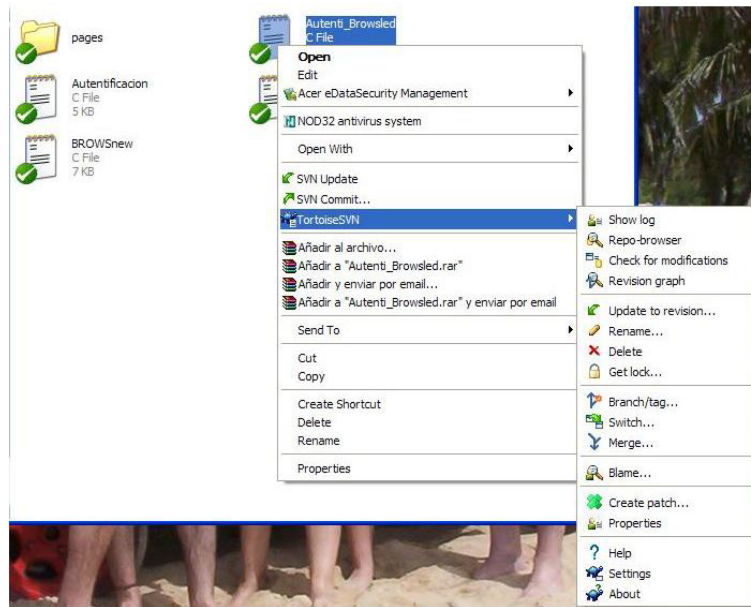 pages
Autenti_Browsled
C File
Autentificacion
C File
5 KB
BROWSnew
C File
7 KB
Open
Edit
Acer eDataSecurity Management
NOD32 antivirus system
Open With
SVN Update
SVN Commit...
TortoiseSVN
Añadir al archivo...
Añadir a "Autenti_Browsled.rar"
Añadir y enviar por email...
Añadir a "Autenti_Browsled.rar" y enviar por email
Send To
Cut
Copy
Create Shortcut
Delete
Rename
Properties
Show log
Repo-browser
Check for modifications
Revision graph
Update to revision...
Rename...
Delete
Get lock...
Branch/tag...
Switch...
Merge...
Blame...
Create patch...
Properties
Help
Settings
About